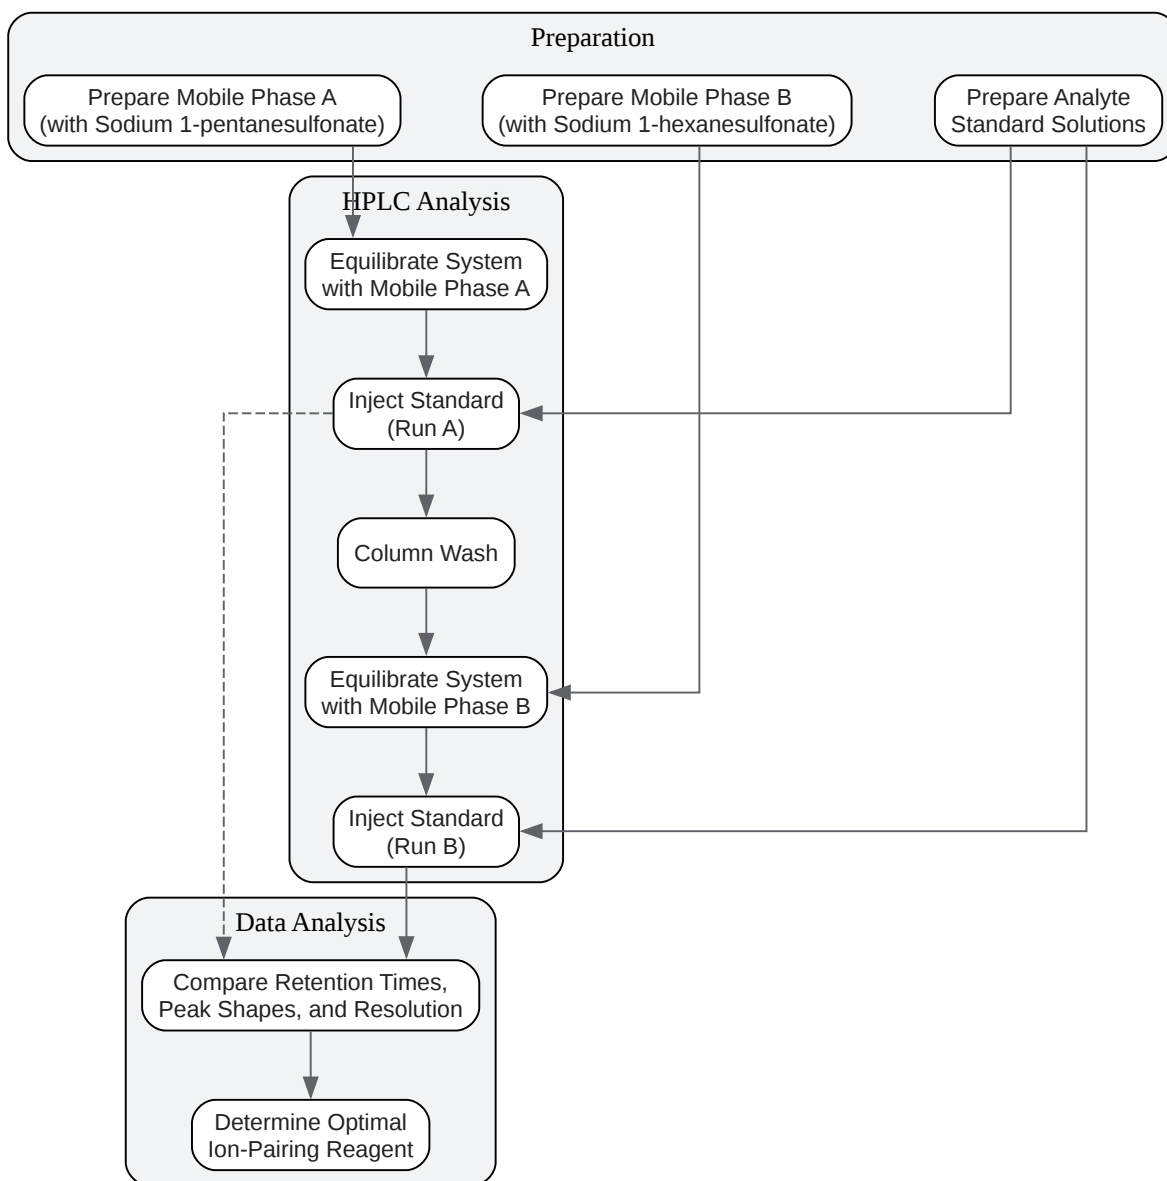 Preparation
Prepare Mobile Phase A
(with Sodium 1-pentanesulfonate)
Prepare Mobile Phase B
(with Sodium 1-hexanesulfonate)
Prepare Analyte
Standard Solutions
HPLC Analysis
Equilibrate System
with Mobile Phase A
Inject Standard
(Run A)
Column Wash
Equilibrate System
with Mobile Phase B
Inject Standard
(Run B)
Data Analysis
Compare Retention Times,
Peak Shapes, and Resolution
Determine Optimal
Ion-Pairing Reagent